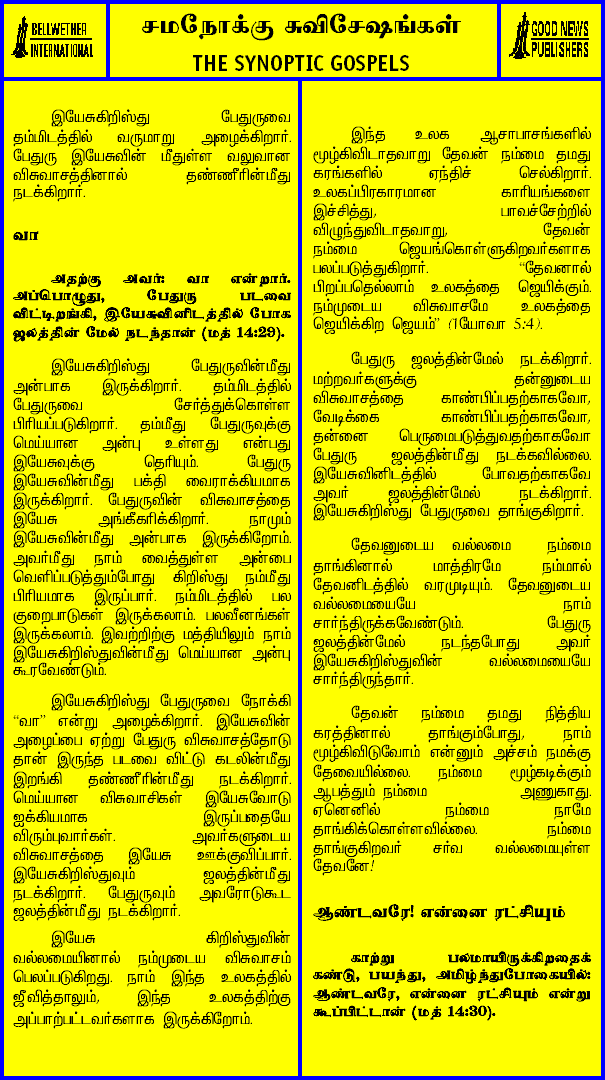 BELLWETHER
INTERNATIONAL
சமநோக்கு சுவிசேஷங்கள்
THE SYNOPTIC GOSPELS
GOOD NEWS
PUBLISHERS
இயேசுகிறிஸ்து பேதுருவை
தம்மிடத்தில் வருமாறு அழைக்கிறார்.
பேதுரு இயேசுவின் மீதுள்ள வலுவான
விசுவாசத்தினால் தண்ணீரின்மீது
நடக்கிறார்.
வா
அதற்கு அவர்: வா என்றார்.
அப்பொழுது, பேதுரு படவை
விட்டிறங்கி, இயேசுவினிடத்தில் போக
ஜலத்தின் மேல் நடந்தான் (மத் 14:29).
இயேசுகிறிஸ்து பேதுருவின்மீது
அன்பாக இருக்கிறார். தம்மிடத்தில்
பேதுருவை சேர்த்துக்கொள்ள
பிரியப்படுகிறார். தம்மீது பேதுருவுக்கு
மெய்யான அன்பு உள்ளது என்பது
இயேசுவுக்கு தெரியும். பேதுரு
இயேசுவின்மீது பக்தி வைராக்கியமாக
இருக்கிறார். பேதுருவின் விசுவாசத்தை
இயேசு அங்கீகரிக்கிறார். நாமும்
இயேசுவின்மீது அன்பாக இருக்கிறோம்.
அவர்மீது நாம் வைத்துள்ள அன்பை
வெளிப்படுத்தும்போது கிறிஸ்து நம்மீது
பிரியமாக இருப்பார். நம்மிடத்தில் பல
குறைபாடுகள் இருக்கலாம். பலவீனங்கள்
இருக்கலாம். இவற்றிற்கு மத்தியிலும் நாம்
இயேசுகிறிஸ்துவின்மீது மெய்யான அன்பு
கூரவேண்டும்.
இயேசுகிறிஸ்து பேதுருவை நோக்கி
“வா” என்று அழைக்கிறார். இயேசுவின்
அழைப்பை ஏற்று பேதுரு விசுவாசத்தோடு
தான் இருந்த படவை விட்டு கடலின்மீது
இறங்கி தண்ணீரின்மீது நடக்கிறார்.
மெய்யான விசுவாசிகள் இயேசுவோடு
ஐக்கியமாக இருப்பதையே
விரும்புவார்கள். அவர்களுடைய
விசுவாசத்தை இயேசு ஊக்குவிப்பார்.
இயேசுகிறிஸ்துவும் ஜலத்தின்மீது
நடக்கிறார். பேதுருவும் அவரோடுகூட
ஜலத்தின்மீது நடக்கிறார்.
இயேசு கிறிஸ்துவின்
வல்லமையினால் நம்முடைய விசுவாசம்
பெலப்படுகிறது. நாம் இந்த உலகத்தில்
ஜீவித்தாலும், இந்த உலகத்திற்கு
அப்பாற்பட்டவர்களாக இருக்கிறோம்.
இந்த உலக ஆசாபாசங்களில்
மூழ்கிவிடாதவாறு தேவன் நம்மை தமது
கரங்களில் ஏந்திச் செல்கிறார்.
உலகப்பிரகாரமான காரியங்களை
இச்சித்து, பாவச்சேற்றில்
விழுந்துவிடாதவாறு, தேவன்
நம்மை ஜெயங்கொள்ளுகிறவர்களாக
பலப்படுத்துகிறார். “தேவனால்
பிறப்பதெல்லாம் உலகத்தை ஜெயிக்கும்.
நம்முடைய விசுவாசமே உலகத்தை
ஜெயிக்கிற ஜெயம்” (1யோவா 5:4).
பேதுரு ஜலத்தின்மேல் நடக்கிறார்.
மற்றவர்களுக்கு தன்னுடைய
விசுவாசத்தை காண்பிப்பதற்காகவோ,
வேடிக்கை காண்பிப்பதற்காகவோ,
தன்னை பெருமைபடுத்துவதற்காகவோ
பேதுரு ஜலத்தின்மீது நடக்கவில்லை.
இயேசுவினிடத்தில் போவதற்காகவே
அவர் ஜலத்தின்மேல் நடக்கிறார்.
இயேசுகிறிஸ்து பேதுருவை தாங்குகிறார்.
தேவனுடைய வல்லமை நம்மை
தாங்கினால் மாத்திரமே நம்மால்
தேவனிடத்தில் வரமுடியும். தேவனுடைய
வல்லமையையே நாம்
சார்ந்திருக்கவேண்டும். பேதுரு
ஜலத்தின்மேல் நடந்தபோது அவர்
இயேசுகிறிஸ்துவின் வல்லமையையே
சார்ந்திருந்தார்.
தேவன் நம்மை தமது நித்திய
கரத்தினால் தாங்கும்போது, நாம்
மூழ்கிவிடுவோம் என்னும் அச்சம் நமக்கு
தேவையில்லை. நம்மை மூழ்கடிக்கும்
ஆபத்தும் நம்மை அணுகாது.
ஏனெனில் நம்மை நாமே
தாங்கிக்கொள்ளவில்லை. நம்மை
தாங்குகிறவர் சர்வ வல்லமையுள்ள
தேவனே!
ஆண்டவரே! என்னை ரட்சியும்
காற்று பலமாயிருக்கிறதைக்
கண்டு, பயந்து, அமிழ்ந்துபோகையில்:
ஆண்டவரே, என்னை ரட்சியும் என்று
கூப்பிட்டான் (மத் 14:30).